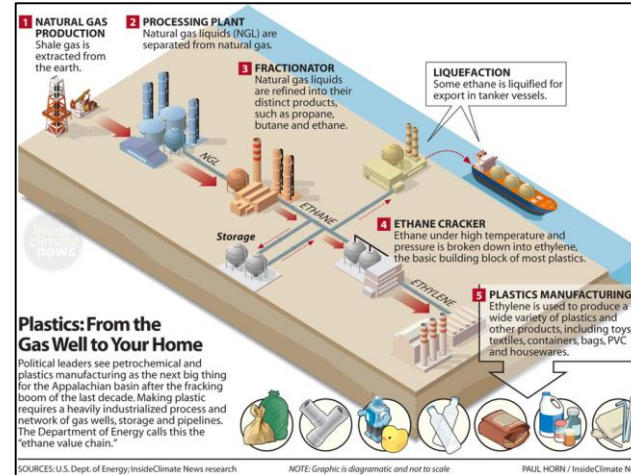 1 NATURAL GAS
PRODUCTION
Shale gas is
extracted from
the earth.
2 PROCESSING PLANT
Natural gas liquids (NGL) are
separated from natural gas.
3 FRACTIONATOR
Natural gas liquids
are refined into their
distinct products,
such as propane,
butane and ethane.
LIQUEFACTION
Some ethane is liquified for
export in tanker vessels.
NGL
ETHANE
Storage
4 ETHANE CRACKER
Ethane under high temperature and
pressure is broken down into ethylene,
the basic building block of most plastics.
ETHYLENE
5 PLASTICS MANUFACTURING
Ethylene is used to produce a
wide variety of plastics and
other products, including toys,
textiles, containers, bags, PVC
and housewares.
inside
climate
news
Plastics: From the
Gas Well to Your Home
Political leaders see petrochemical and
plastics manufacturing as the next big thing
for the Appalachian basin after the fracking
boom of the last decade. Making plastic
requires a heavily industrialized process and
network of gas wells, storage and pipelines.
The Department of Energy calls this the
“ethane value chain.”
SOURCES: U.S. Dept. of Energy; InsideClimate News research
NOTE: Graphic is diagramatic and not to scale
PAUL HORN / InsideClimate Ne